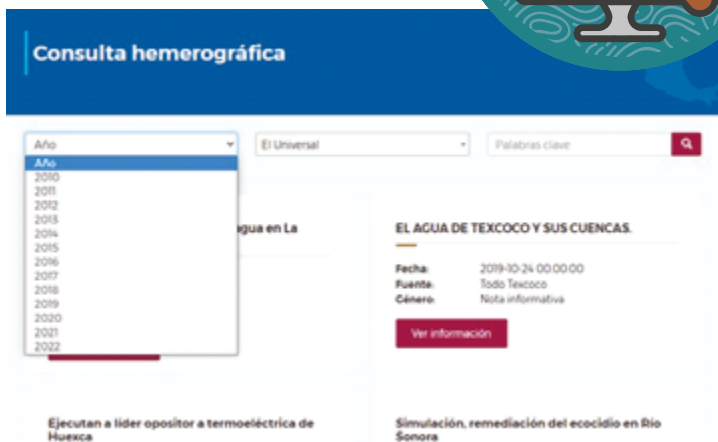 Consulta hemerográfica
Año
El Universal
Palabras clave
Año
2010
2011
2012
2013
2014
2015
2016
2017
2018
2019
2020
2021
2022
agua en La
EL AGUA DE TEXCOCO Y SUS CUENCAS.
Fecha: 2019-10-24 00:00:00
Fuente: Todo Texcoco
Género: Nota informativa
Ver información
Ejecutan a líder opositor a termoeléctrica de
Huexca
Simulación, remediación del ecocidio en Río
Sonora